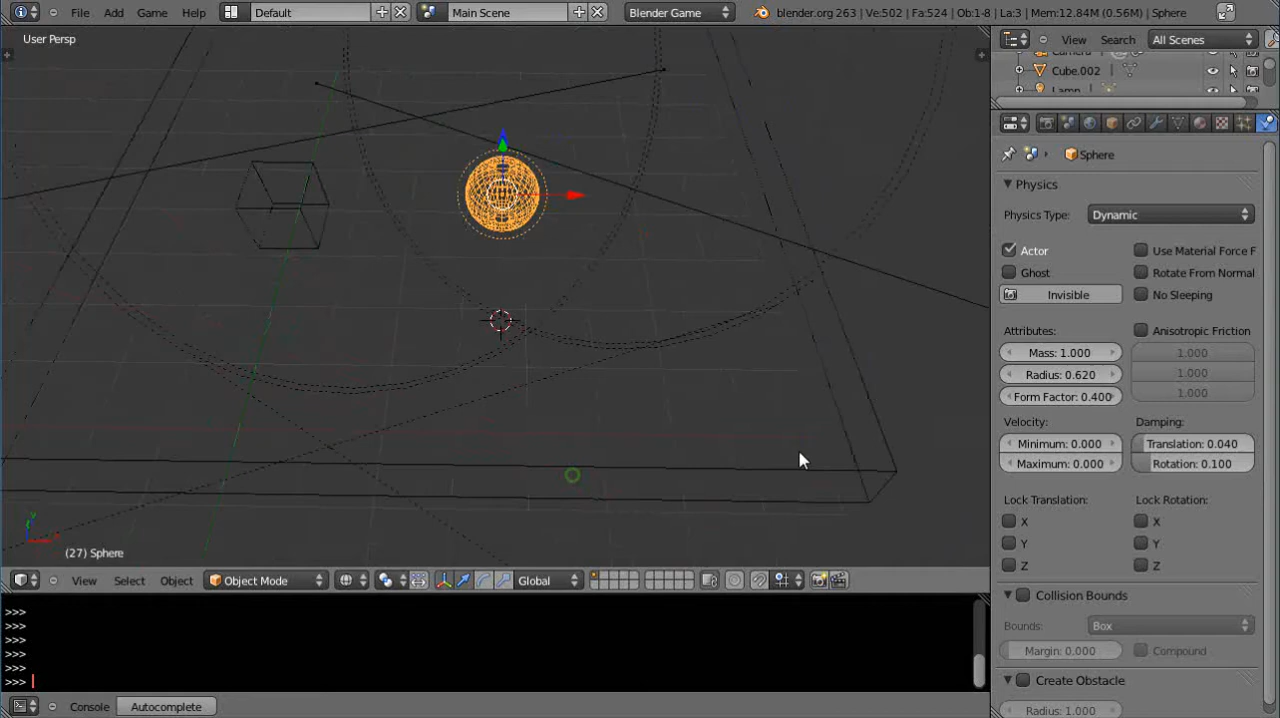 File Add Game Help Default Main Scene Blender Game blender.org 263 | Ve:502 | Fa:524 | Ob:1-8 | La:3 | Mem:12.84M (0.56M) | Sphere
User Persp
View Search All Scenes
Cube.002
Lamp
Sphere
Physics
Physics Type: Dynamic
Actor Use Material Force F
Ghost Rotate From Normal
Invisible No Sleeping
Attributes: Anisotropic Friction
Mass: 1.000 1.000
Radius: 0.620 1.000
Form Factor: 0.400 1.000
Velocity: Damping:
Minimum: 0.000 Translation: 0.040
Maximum: 0.000 Rotation: 0.100
Lock Translation: Lock Rotation:
X X
Y Y
Z Z
(27) Sphere
View Select Object Object Mode Global
Collision Bounds
Bounds: Box
Margin: 0.000 Compound
Create Obstacle
Radius: 1.000
>>>
>>>
>>>
>>>
>>>
>>>
Console Autocomplete